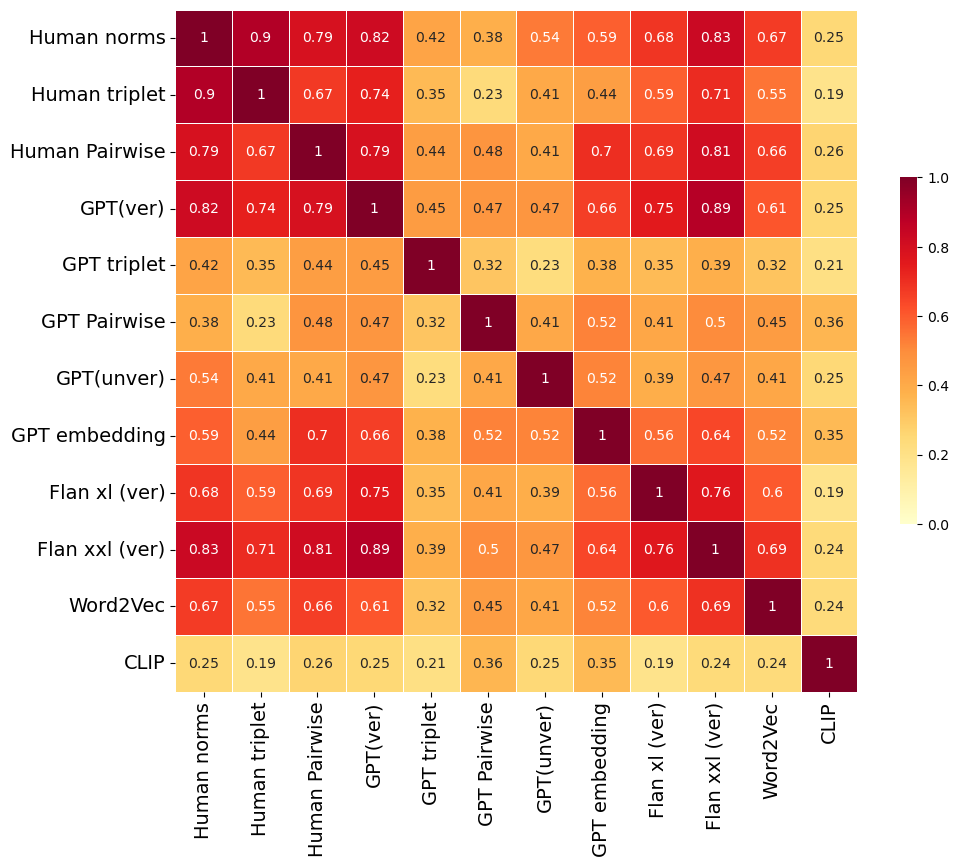 Human norms 1 0.9 0.79 0.82 0.42 0.38 0.54 0.59 0.68 0.83 0.67 0.25
Human triplet 0.9 1 0.67 0.74 0.35 0.23 0.41 0.44 0.59 0.71 0.55 0.19
Human Pairwise 0.79 0.67 1 0.79 0.44 0.48 0.41 0.7 0.69 0.81 0.66 0.26
GPT(ver) 0.82 0.74 0.79 1 0.45 0.47 0.47 0.66 0.75 0.89 0.61 0.25
GPT triplet 0.42 0.35 0.44 0.45 1 0.32 0.23 0.38 0.35 0.39 0.32 0.21
GPT Pairwise 0.38 0.23 0.48 0.47 0.32 1 0.41 0.52 0.41 0.5 0.45 0.36
GPT(unver) 0.54 0.41 0.41 0.47 0.23 0.41 1 0.52 0.39 0.47 0.41 0.25
GPT embedding 0.59 0.44 0.7 0.66 0.38 0.52 0.52 1 0.56 0.64 0.52 0.35
Flan xl (ver) 0.68 0.59 0.69 0.75 0.35 0.41 0.39 0.56 1 0.76 0.6 0.19
Flan xxl (ver) 0.83 0.71 0.81 0.89 0.39 0.5 0.47 0.64 0.76 1 0.69 0.24
Word2Vec 0.67 0.55 0.66 0.61 0.32 0.45 0.41 0.52 0.6 0.69 1 0.24
CLIP 0.25 0.19 0.26 0.25 0.21 0.36 0.25 0.35 0.19 0.24 0.24 1
Human norms
Human triplet
Human Pairwise
GPT(ver)
GPT triplet
GPT Pairwise
GPT(unver)
GPT embedding
Flan xl (ver)
Flan xxl (ver)
Word2Vec
CLIP
1.0
0.8
0.6
0.4
0.2
0.0